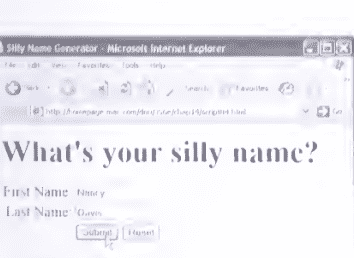 Silly Name Generator - Microsoft Internet Explorer
File Edit View Favorites Tools Help
Search Favorites
Go
What's your silly name?
First Name Nancy
Last Name Davis
Submit Reset